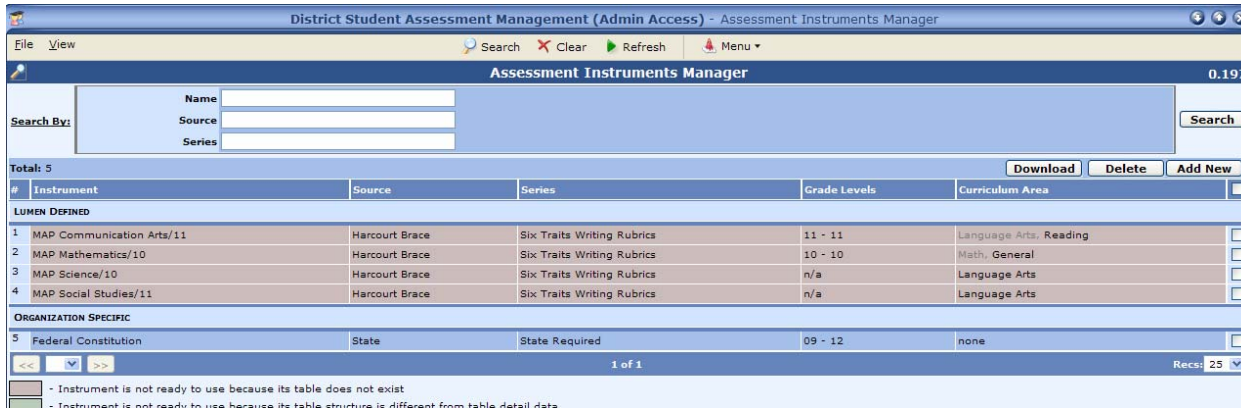 District Student Assessment Management (Admin Access) - Assessment Instruments Manager
File View Search Clear Refresh Menu
Assessment Instruments Manager
Search By:
Name
Source
Series
Search
Total: 5 Download Delete Add New
# Instrument Source Series Grade Levels Curriculum Area
LUMEN DEFINED
1 MAP Communication Arts/11 Harcourt Brace Six Traits Writing Rubrics 11 - 11 Language Arts, Reading
2 MAP Mathematics/10 Harcourt Brace Six Traits Writing Rubrics 10 - 10 Math, General
3 MAP Science/10 Harcourt Brace Six Traits Writing Rubrics n/a Language Arts
4 MAP Social Studies/11 Harcourt Brace Six Traits Writing Rubrics n/a Language Arts
ORGANIZATION SPECIFIC
5 Federal Constitution State State Required 09 - 12 none
<< >> 1 of 1 Recs: 25
- Instrument is not ready to use because its table does not exist
- Instrument is not ready to use because its table structure is different from table detail data